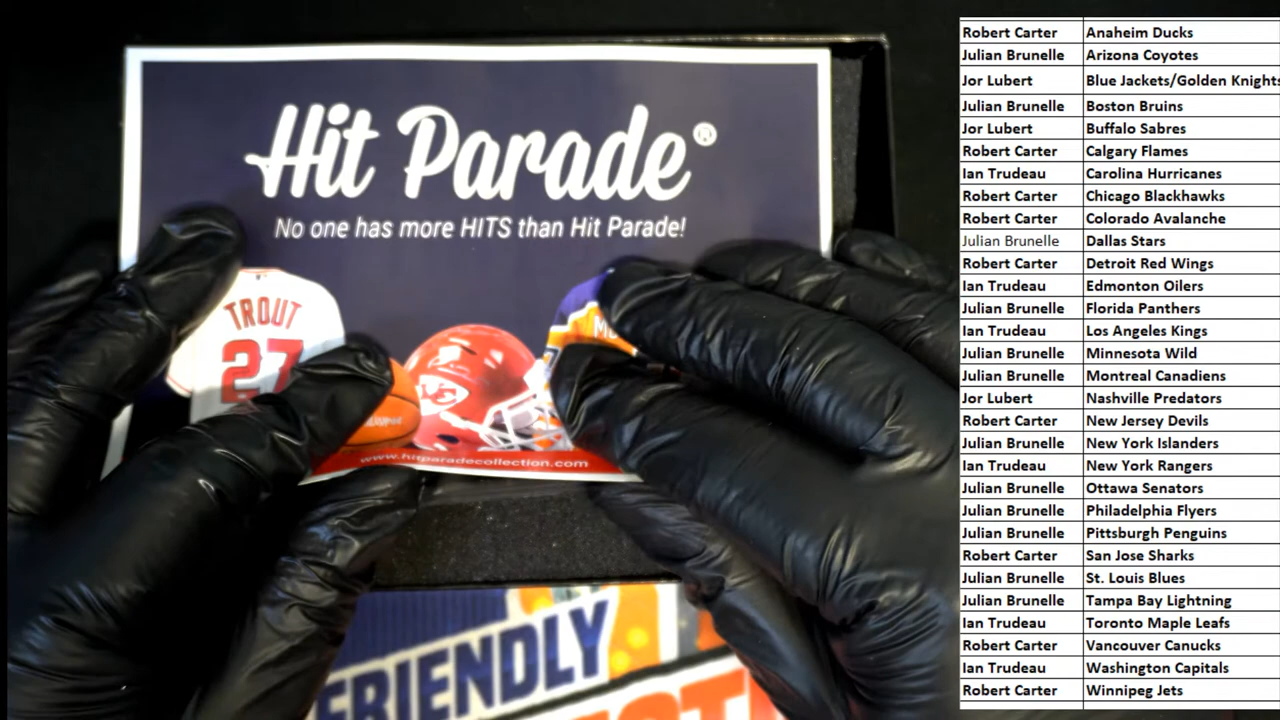 Hit Parade®
No one has more HITS than Hit Parade!
TROUT
27
www.hitparadecollection.com
FRIENDLY
Robert Carter Anaheim Ducks
Julian Brunelle Arizona Coyotes
Jor Lubert Blue Jackets/Golden Knights
Julian Brunelle Boston Bruins
Jor Lubert Buffalo Sabres
Robert Carter Calgary Flames
Ian Trudeau Carolina Hurricanes
Robert Carter Chicago Blackhawks
Robert Carter Colorado Avalanche
Julian Brunelle Dallas Stars
Robert Carter Detroit Red Wings
Ian Trudeau Edmonton Oilers
Julian Brunelle Florida Panthers
Ian Trudeau Los Angeles Kings
Julian Brunelle Minnesota Wild
Julian Brunelle Montreal Canadiens
Jor Lubert Nashville Predators
Robert Carter New Jersey Devils
Julian Brunelle New York Islanders
Ian Trudeau New York Rangers
Julian Brunelle Ottawa Senators
Julian Brunelle Philadelphia Flyers
Julian Brunelle Pittsburgh Penguins
Robert Carter San Jose Sharks
Julian Brunelle St. Louis Blues
Julian Brunelle Tampa Bay Lightning
Ian Trudeau Toronto Maple Leafs
Robert Carter Vancouver Canucks
Ian Trudeau Washington Capitals
Robert Carter Winnipeg Jets